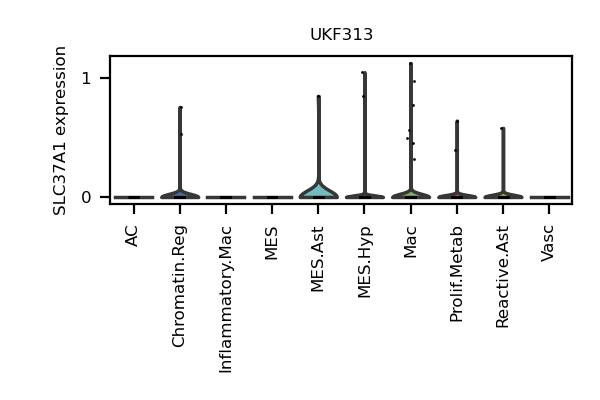 UKF313
SLC37A1 expression
1
0
AC
Chromatin.Reg
Inflammatory.Mac
MES
MES.Ast
MES.Hyp
Mac
Prolif.Metab
Reactive.Ast
Vasc